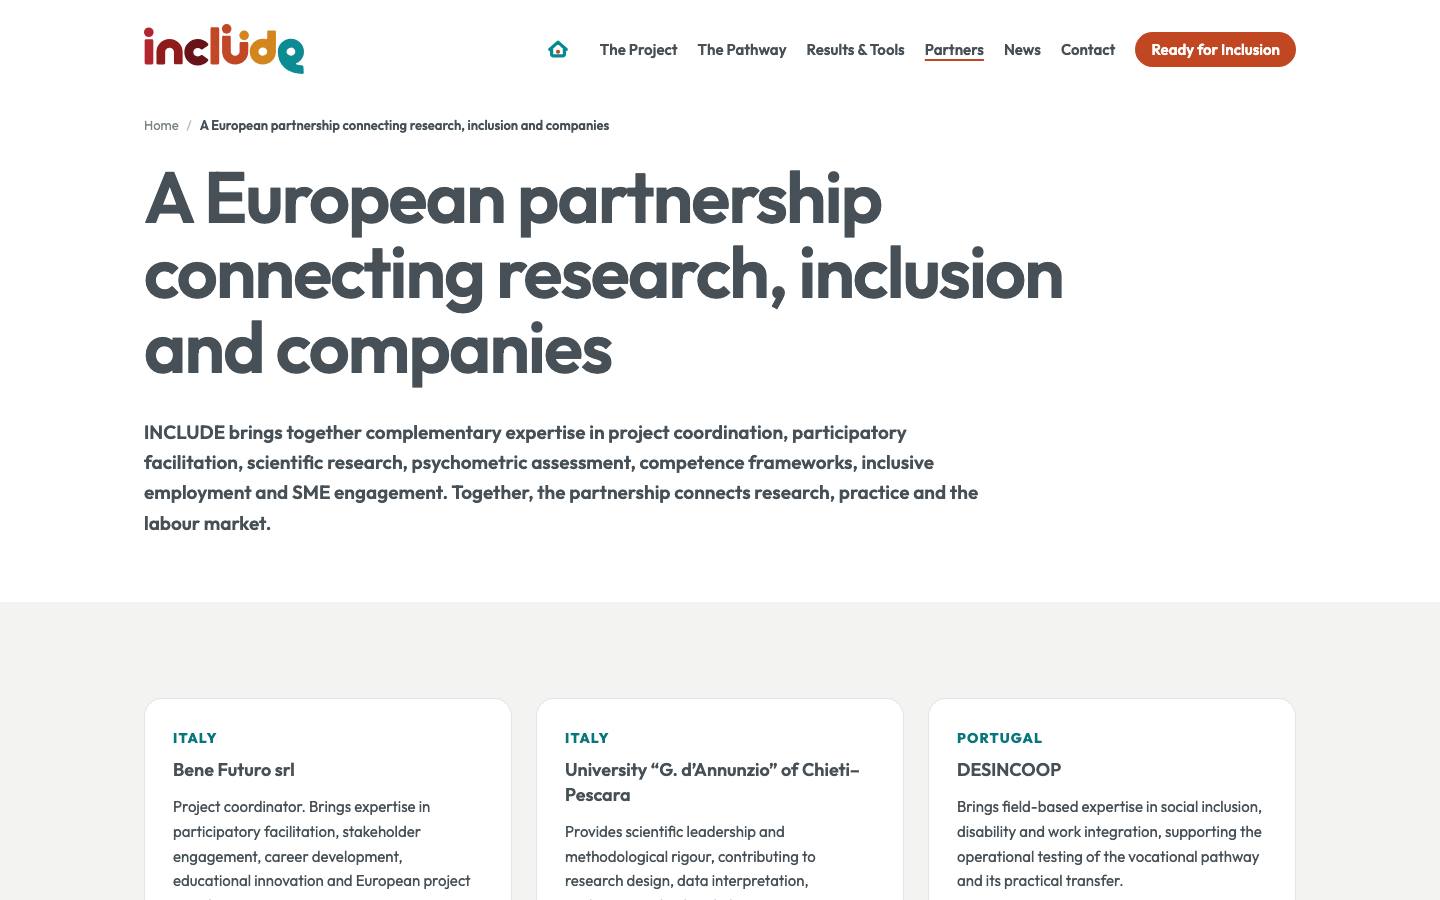 include
The Project
The Pathway
Results & Tools
Partners
News
Contact
Ready for Inclusion
Home / A European partnership connecting research, inclusion and companies
A European partnership
connecting research, inclusion
and companies
INCLUDE brings together complementary expertise in project coordination, participatory
facilitation, scientific research, psychometric assessment, competence frameworks, inclusive
employment and SME engagement. Together, the partnership connects research, practice and the
labour market.
ITALY
Bene Futuro srl
Project coordinator. Brings expertise in
participatory facilitation, stakeholder
engagement, career development,
educational innovation and European project
ITALY
University “G. d’Annunzio” of Chieti–
Pescara
Provides scientific leadership and
methodological rigour, contributing to
research design, data interpretation,
PORTUGAL
DESINCOOP
Brings field-based expertise in social inclusion,
disability and work integration, supporting the
operational testing of the vocational pathway
and its practical transfer.